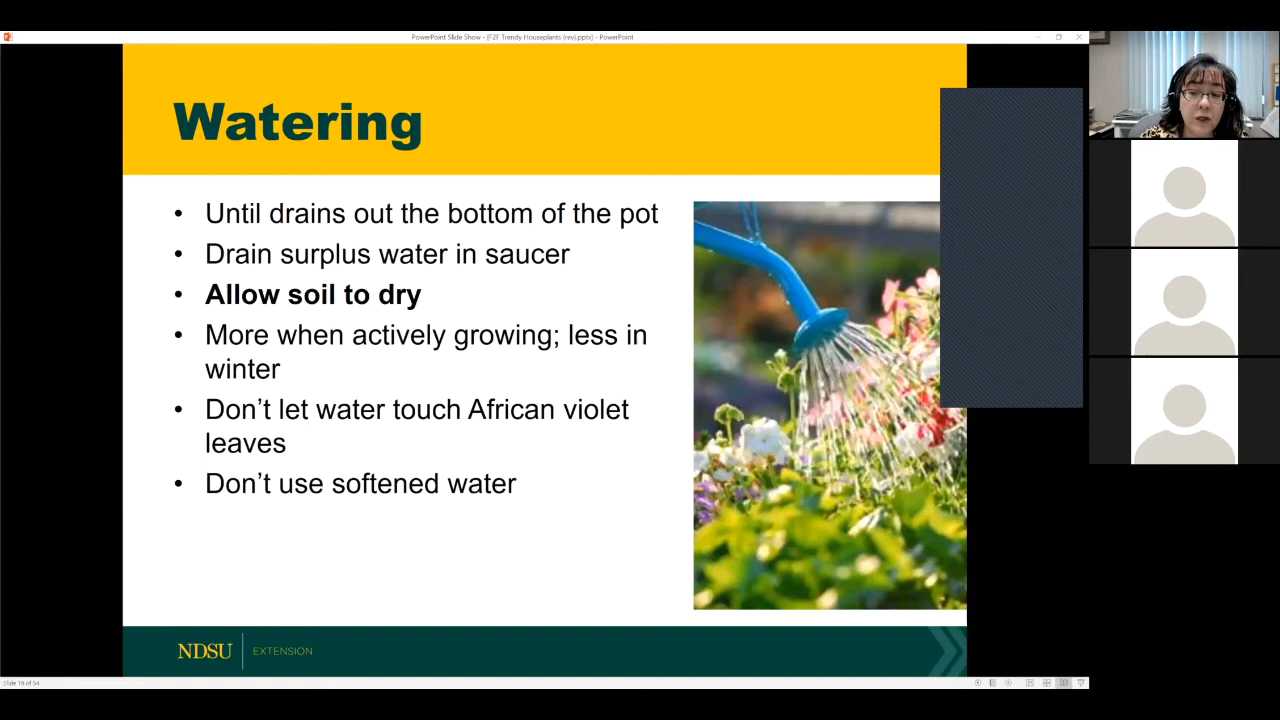 PowerPoint Slide Show - [F2F Trendy Houseplants (rev).pptx] - PowerPoint
Watering
• Until drains out the bottom of the pot
• Drain surplus water in saucer
• Allow soil to dry
• More when actively growing; less in
winter
• Don’t let water touch African violet
leaves
• Don’t use softened water
NDSU EXTENSION
Slide 19 of 54